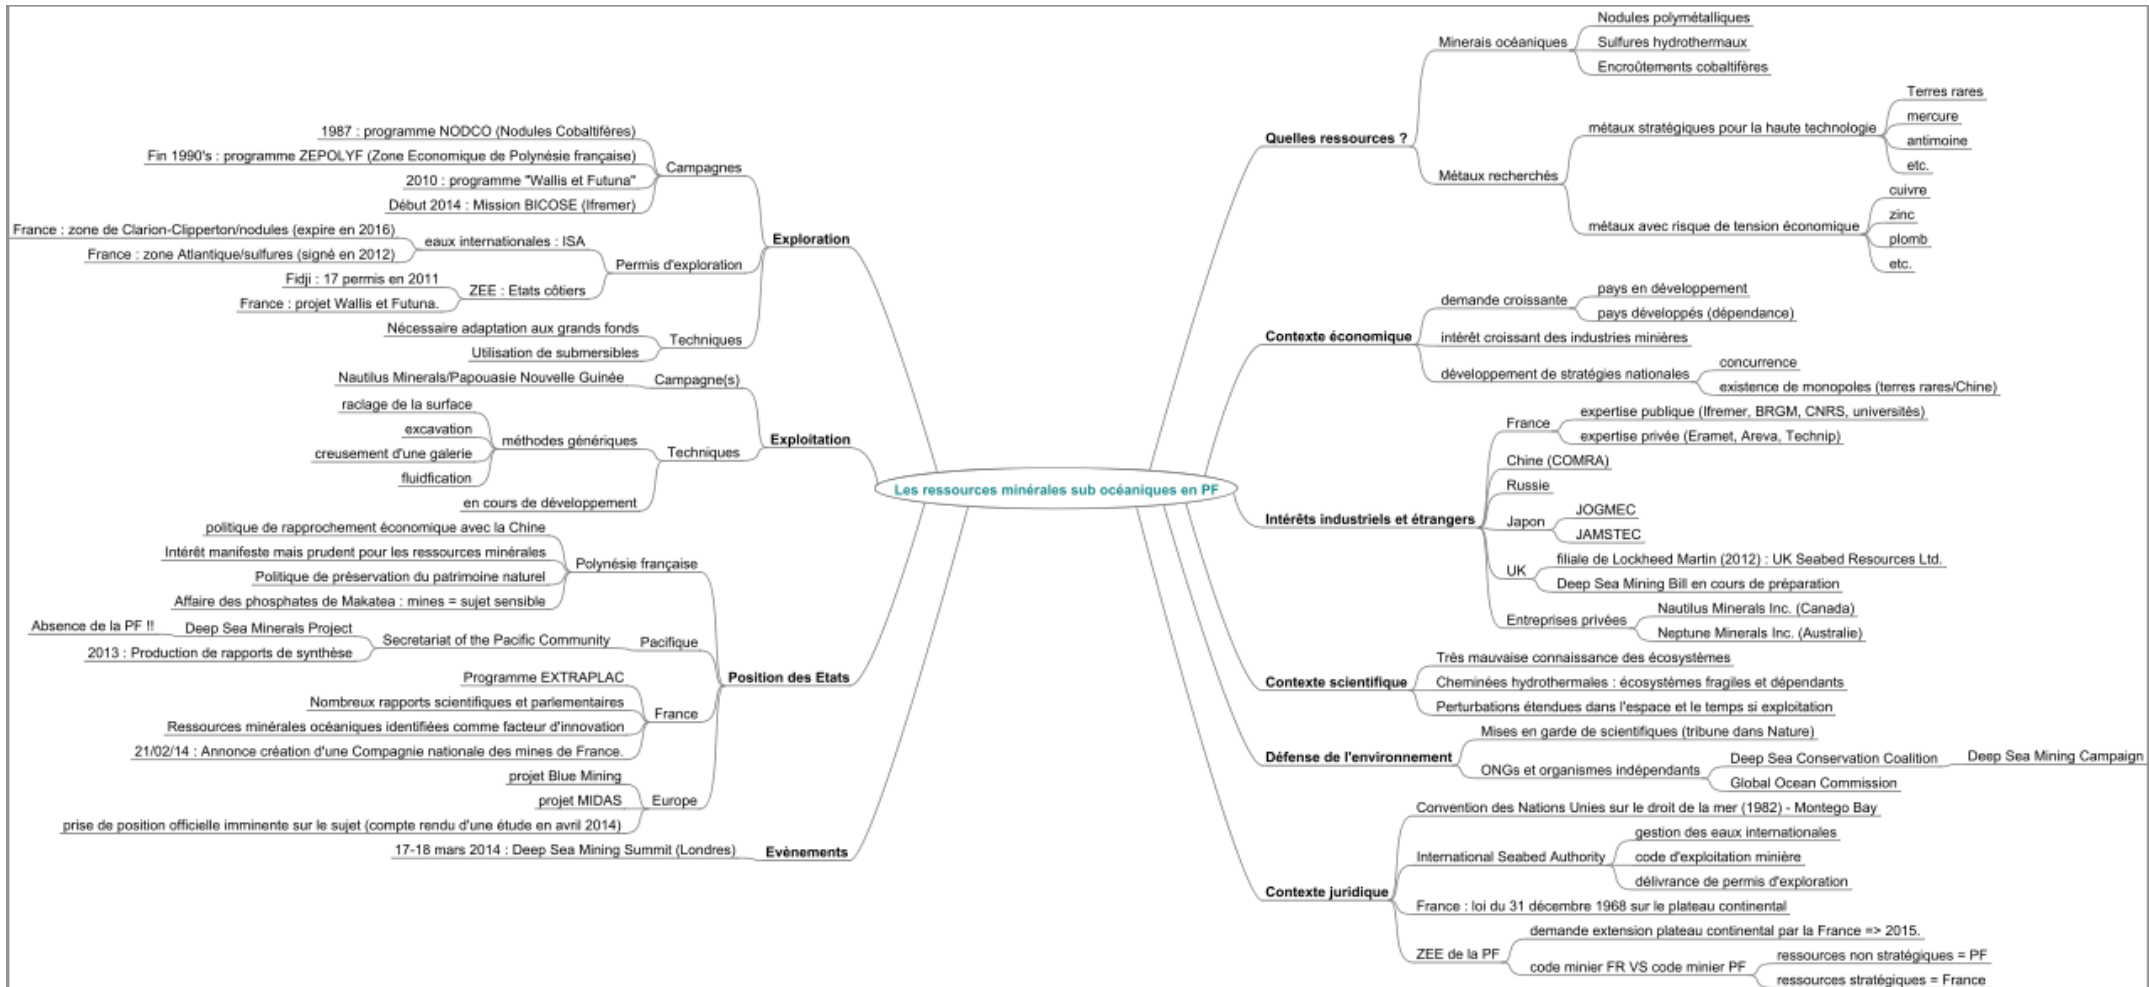 Les ressources minérales sub océaniques en PF
Quelles ressources ?
Minerais océaniques
Nodules polymétalliques
Sulfures hydrothermaux
Encroûtements cobaltifères
Métaux recherchés
métaux stratégiques pour la haute technologie
Terres rares
mercure
antimoine
etc.
métaux avec risque de tension économique
cuivre
zinc
plomb
etc.
Contexte économique
demande croissante
pays en développement
pays développés (dépendance)
intérêt croissant des industries minières
développement de stratégies nationales
concurrence
existence de monopoles (terres rares/Chine)
Intérêts industriels et étrangers
France
expertise publique (Ifremer, BRGM, CNRS, universités)
expertise privée (Eramet, Areva, Technip)
Chine (COMRA)
Russie
Japon
JOGMEC
JAMSTEC
UK
filiale de Lockheed Martin (2012) : UK Seabed Resources Ltd.
Deep Sea Mining Bill en cours de préparation
Entreprises privées
Nautilus Minerals Inc. (Canada)
Neptune Minerals Inc. (Australie)
Contexte scientifique
Très mauvaise connaissance des écosystèmes
Cheminées hydrothermales : écosystèmes fragiles et dépendants
Perturbations étendues dans l'espace et le temps si exploitation
Défense de l'environnement
Mises en garde de scientifiques (tribune dans Nature)
ONGs et organismes indépendants
Deep Sea Conservation Coalition
Deep Sea Mining Campaign
Global Ocean Commission
Contexte juridique
Convention des Nations Unies sur le droit de la mer (1982) - Montego Bay
International Seabed Authority
gestion des eaux internationales
code d'exploitation minière
délivrance de permis d'exploration
France : loi du 31 décembre 1968 sur le plateau continental
ZEE de la PF
demande extension plateau continental par la France => 2015.
code minier FR VS code minier PF
ressources non stratégiques = PF
ressources stratégiques = France
Exploration
Campagnes
1987 : programme NODCO (Nodules Cobaltifères)
Fin 1990's : programme ZEPOLYF (Zone Economique de Polynésie française)
2010 : programme "Wallis et Futuna"
Début 2014 : Mission BICOSE (Ifremer)
Permis d'exploration
eaux internationales : ISA
France : zone de Clarion-Clipperton/nodules (expire en 2016)
France : zone Atlantique/sulfures (signé en 2012)
ZEE : Etats côtiers
Fidji : 17 permis en 2011
France : projet Wallis et Futuna.
Techniques
Nécessaire adaptation aux grands fonds
Utilisation de submersibles
Exploitation
Campagne(s)
Nautilus Minerals/Papouasie Nouvelle Guinée
Techniques
méthodes génériques
raclage de la surface
excavation
creusement d'une galerie
fluidfication
en cours de développement
Position des Etats
Polynésie française
politique de rapprochement économique avec la Chine
Intérêt manifeste mais prudent pour les ressources minérales
Politique de préservation du patrimoine naturel
Affaire des phosphates de Makatea : mines = sujet sensible
Pacifique
Secretariat of the Pacific Community
Deep Sea Minerals Project
Absence de la PF !!
2013 : Production de rapports de synthèse
France
Programme EXTRAPLAC
Nombreux rapports scientifiques et parlementaires
Ressources minérales océaniques identifiées comme facteur d'innovation
21/02/14 : Annonce création d'une Compagnie nationale des mines de France.
Europe
projet Blue Mining
projet MIDAS
prise de position officielle imminente sur le sujet (compte rendu d'une étude en avril 2014)
Evènements
17-18 mars 2014 : Deep Sea Mining Summit (Londres)